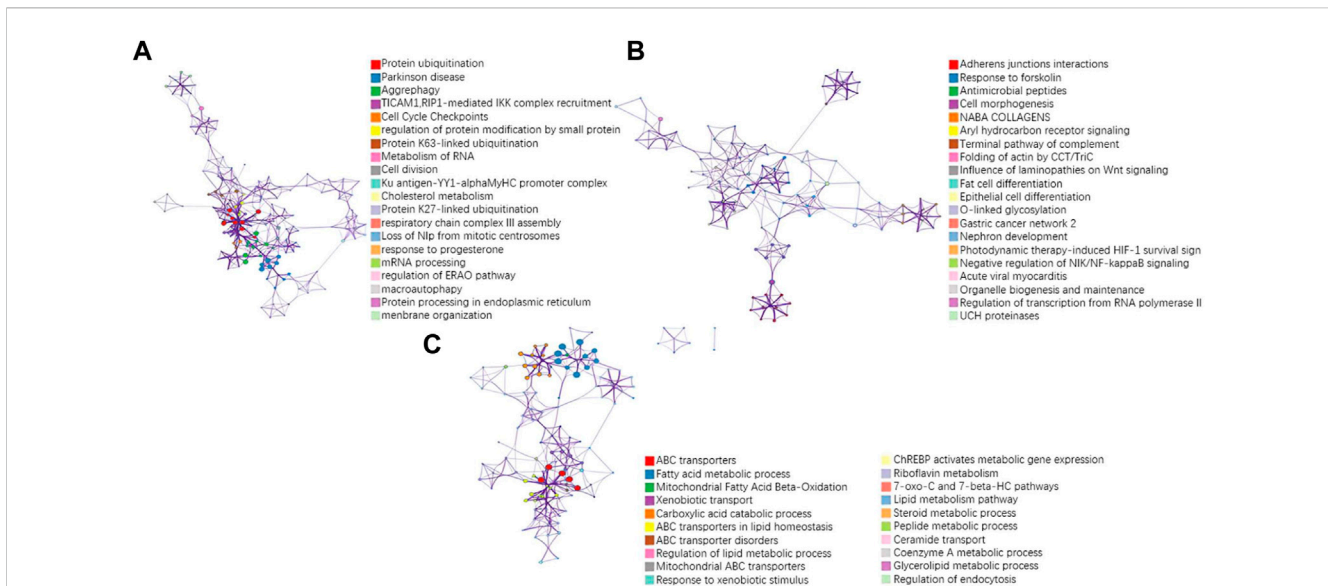 A
Protein ubiquitination
Parkinson disease
Aggrephagy
TICAM1,RIP1-mediated IKK complex recruitment
Cell Cycle Checkpoints
regulation of protein modification by small protein
Protein K63-linked ubiquitination
Metabolism of RNA
Cell division
Ku antigen-YY1-alphaMyHC promoter complex
Cholesterol metabolism
Protein K27-linked ubiquitination
respiratory chain complex III assembly
Loss of Nlp from mitotic centrosomes
response to progesterone
mRNA processing
regulation of ERAO pathway
macroautophapy
Protein processing in endoplasmic reticulum
menbrane organization
B
Adherens junctions interactions
Response to forskolin
Antimicrobial peptides
Cell morphogenesis
NABA COLLAGENS
Aryl hydrocarbon receptor signaling
Terminal pathway of complement
Folding of actin by CCT/TriC
Influence of laminopathies on Wnt signaling
Fat cell differentiation
Epithelial cell differentiation
O-linked glycosylation
Gastric cancer network 2
Nephron development
Photodynamic therapy-induced HIF-1 survival sign
Negative regulation of NIK/NF-kappaB signaling
Acute viral myocarditis
Organelle biogenesis and maintenance
Regulation of transcription from RNA polymerase II
UCH proteinases
C
ABC transporters
Fatty acid metabolic process
Mitochondrial Fatty Acid Beta-Oxidation
Xenobiotic transport
Carboxylic acid catabolic process
ABC transporters in lipid homeostasis
ABC transporter disorders
Regulation of lipid metabolic process
Mitochondrial ABC transporters
Response to xenobiotic stimulus
ChREBP activates metabolic gene expression
Riboflavin metabolism
7-oxo-C and 7-beta-HC pathways
Lipid metabolism pathway
Steroid metabolic process
Peplide metabolic process
Ceramide transport
Coenzyme A metabolic process
Glycerolipid metabolic process
Regulation of endocytosis